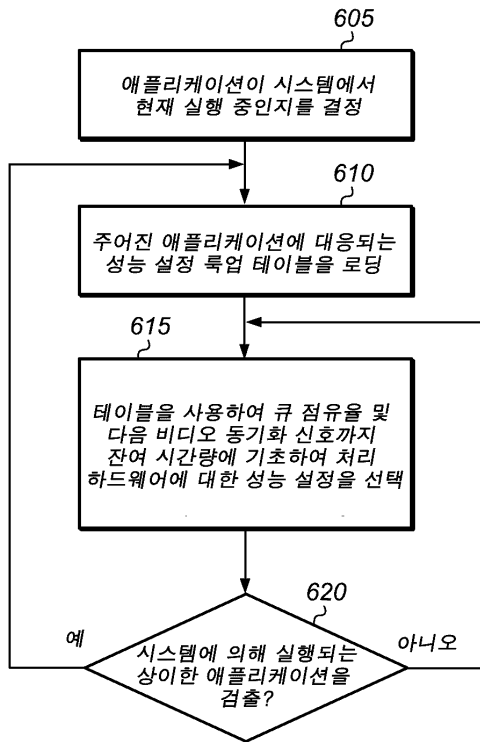 605
애플리케이션이 시스템에서
현재 실행 중인지를 결정
610
주어진 애플리케이션에 대응되는
성능 설정 룩업 테이블을 로딩
615
테이블을 사용하여 큐 점유율 및
다음 비디오 동기화 신호까지
잔여 시간량에 기초하여 처리
하드웨어에 대한 성능 설정을 선택
620
예
아니오
시스템에 의해 실행되는
상이한 애플리케이션을
검출?